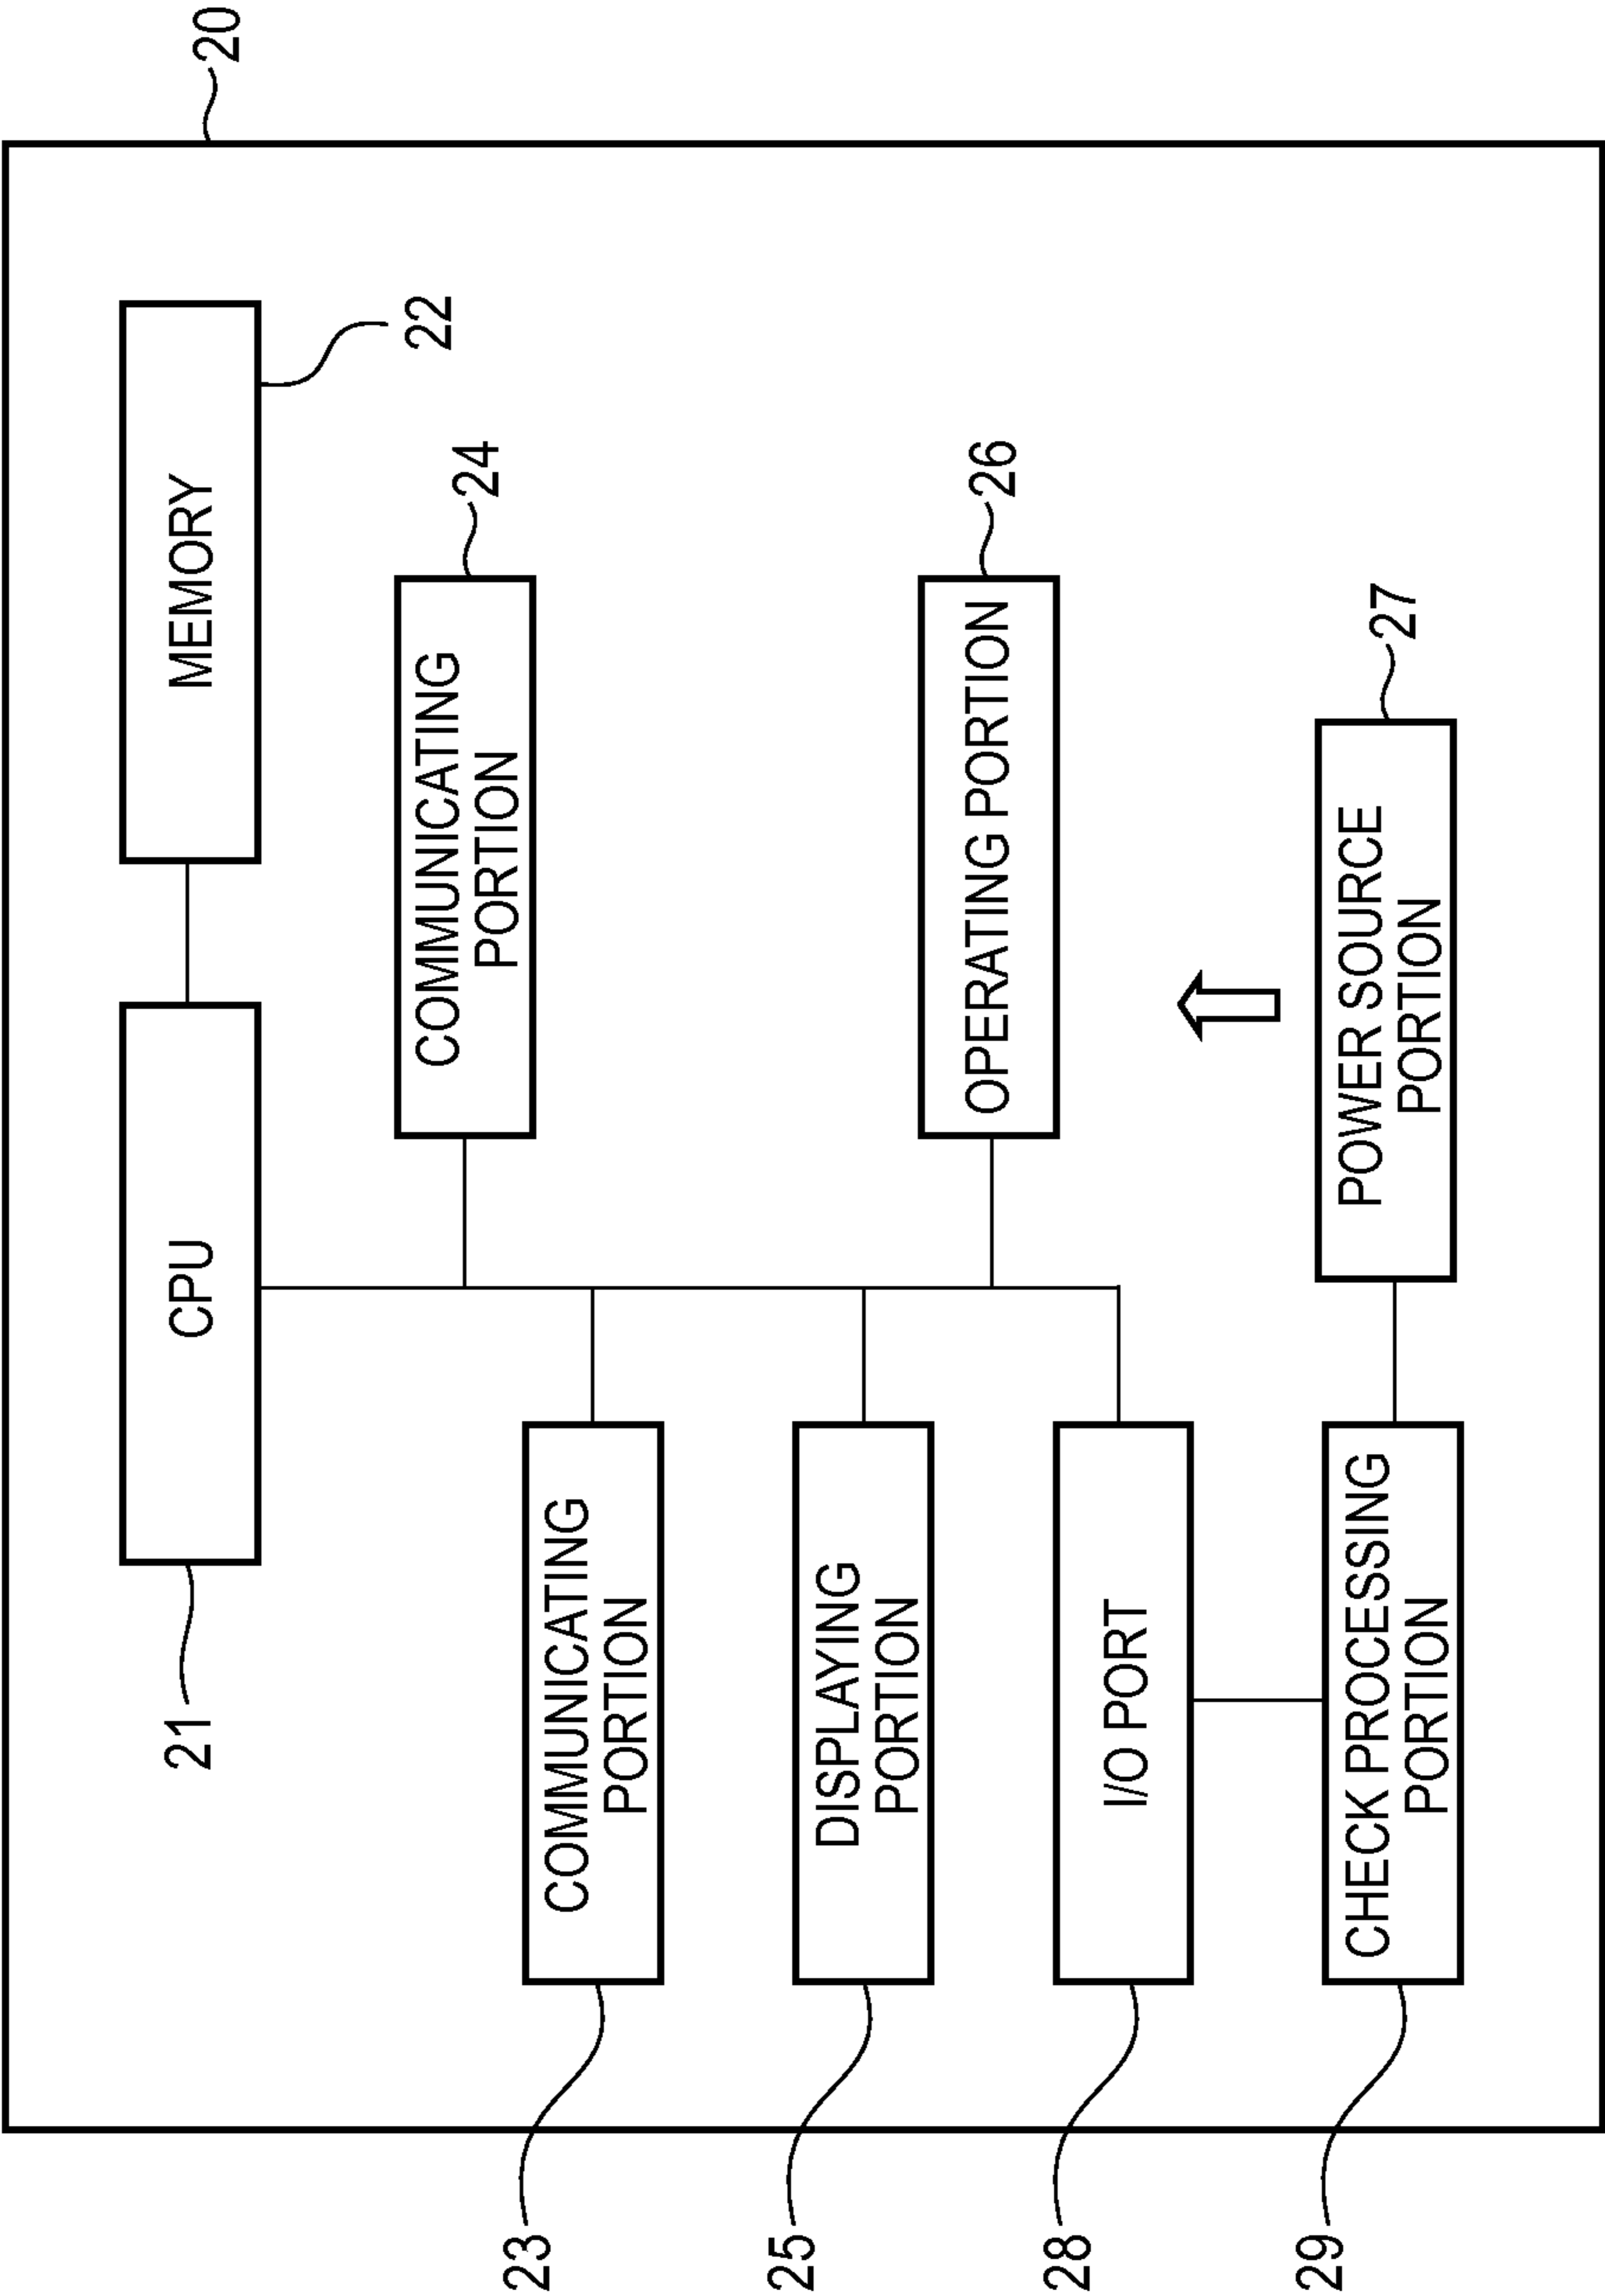 20
21
CPU
MEMORY
22
COMMUNICATING
PORTION
24
23
COMMUNICATING
PORTION
25
DISPLAYING
PORTION
OPERATING PORTION
26
28
I/O PORT
29
CHECK PROCESSING
PORTION
POWER SOURCE
PORTION
27